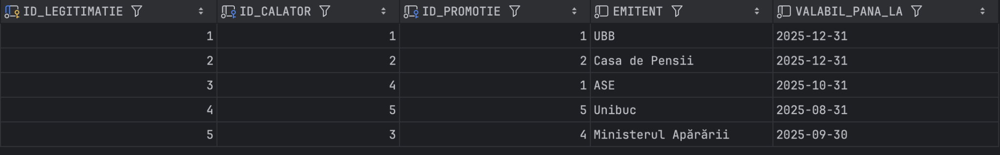 ID_LEGITIMATIE ID_CALATOR ID_PROMOTIE EMITENT VALABIL_PANA_LA
1 1 1 UBB 2025-12-31
2 2 2 Casa de Pensii 2025-12-31
3 4 1 ASE 2025-10-31
4 5 5 Unibuc 2025-08-31
5 3 4 Ministerul Apărării 2025-09-30